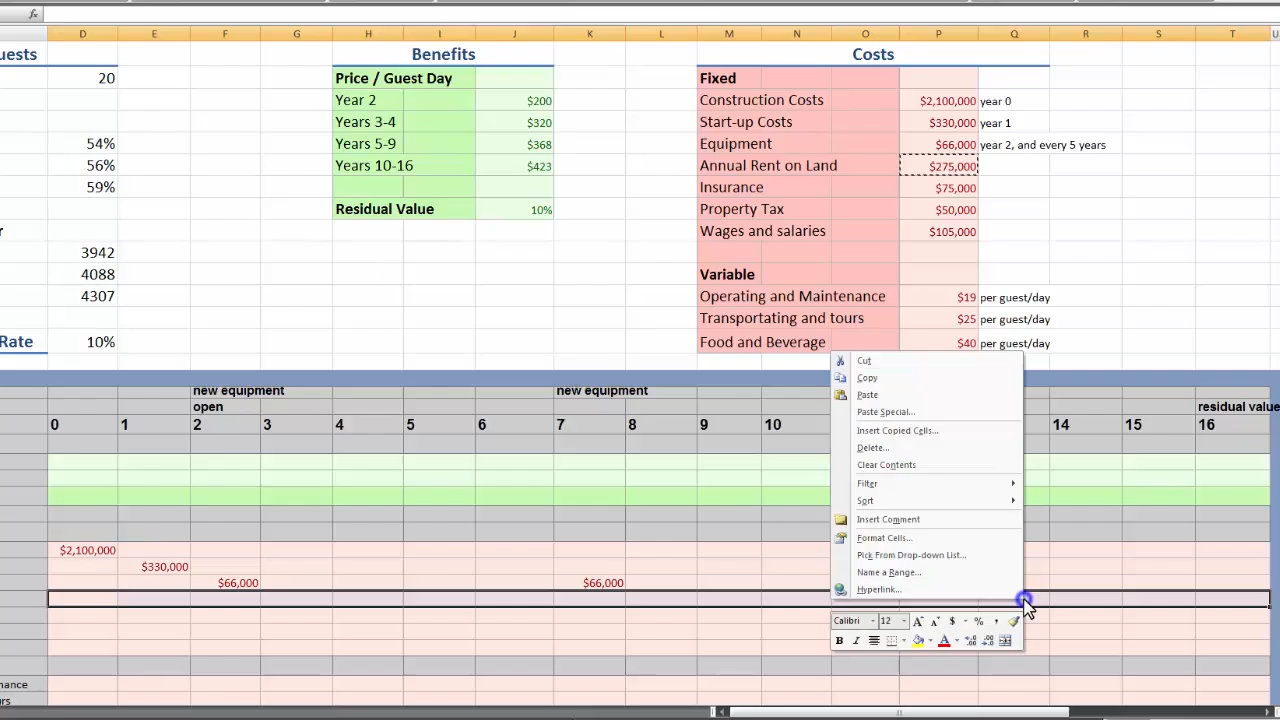 fx
D E F G H I J K L M N O P Q R S T U
uests Benefits Costs
20 Price / Guest Day Fixed
Year 2 $200 Construction Costs $2,100,000 year 0
Years 3-4 $320 Start-up Costs $330,000 year 1
54% Years 5-9 $368 Equipment $66,000 year 2, and every 5 years
56% Years 10-16 $423 Annual Rent on Land $275,000
59% Insurance $75,000
Residual Value 10% Property Tax $50,000
r Wages and salaries $105,000
3942
4088 Variable
4307 Operating and Maintenance $19 per guest/day
Transportating and tours $25 per guest/day
Rate 10% Food and Beverage $40 per guest/day
new equipment new equipment
open residual value
0 1 2 3 4 5 6 7 8 9 10 14 15 16
$2,100,000
$330,000
$66,000 $66,000
nance
urs
Cut
Copy
Paste
Paste Special...
Insert Copied Cells...
Delete...
Clear Contents
Filter
Sort
Insert Comment
Format Cells...
Pick From Drop-down List...
Name a Range...
Hyperlink...
Calibri 12 A A $ % ,
B I A